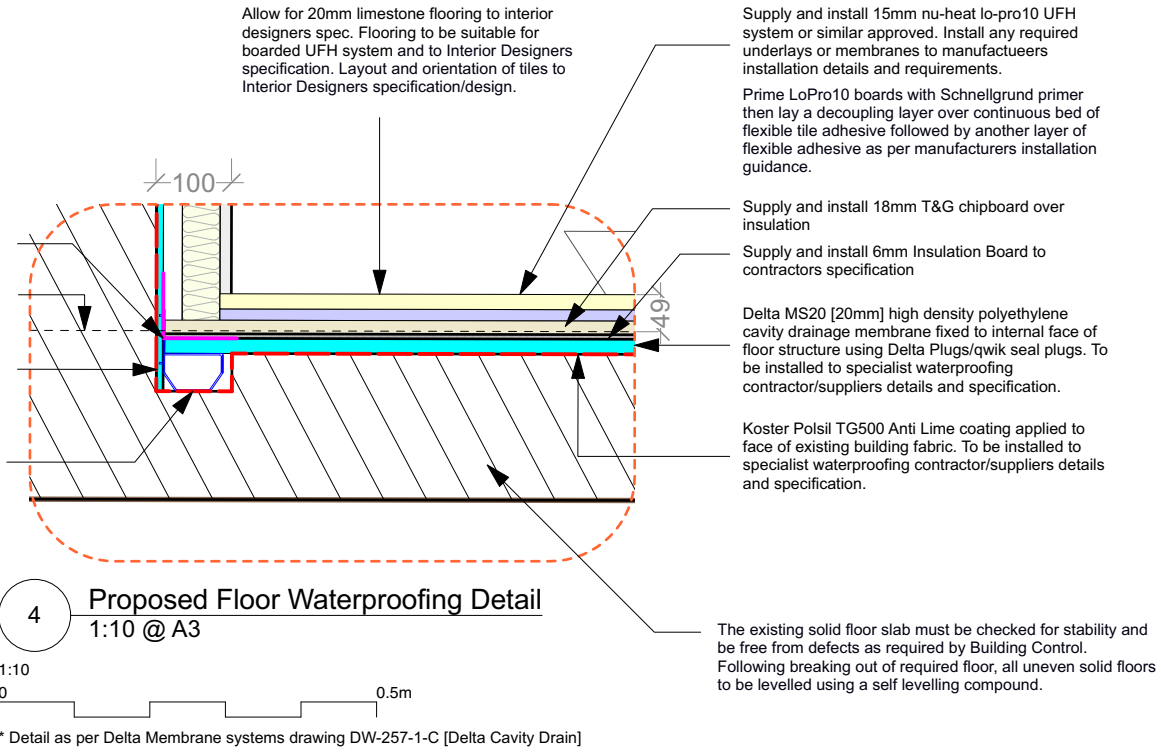 Allow for 20mm limestone flooring to interior
designers spec. Flooring to be suitable for
boarded UFH system and to Interior Designers
specification. Layout and orientation of tiles to
Interior Designers specification/design.
Supply and install 15mm nu-heat lo-pro10 UFH
system or similar approved. Install any required
underlays or membranes to manufactueers
installation details and requirements.
Prime LoPro10 boards with Schnellgrund primer
then lay a decoupling layer over continuous bed of
flexible tile adhesive followed by another layer of
flexible adhesive as per manufacturers installation
guidance.
100
Supply and install 18mm T&G chipboard over
insulation
Supply and install 6mm Insulation Board to
contractors specification
49
Delta MS20 [20mm] high density polyethylene
cavity drainage membrane fixed to internal face of
floor structure using Delta Plugs/qwik seal plugs. To
be installed to specialist waterproofing
contractor/suppliers details and specification.
Koster Polsil TG500 Anti Lime coating applied to
face of existing building fabric. To be installed to
specialist waterproofing contractor/suppliers details
and specification.
The existing solid floor slab must be checked for stability and
be free from defects as required by Building Control.
Following breaking out of required floor, all uneven solid floors
to be levelled using a self levelling compound.
4
Proposed Floor Waterproofing Detail
1:10 @ A3
1:10
0 0.5m
* Detail as per Delta Membrane systems drawing DW-257-1-C [Delta Cavity Drain]